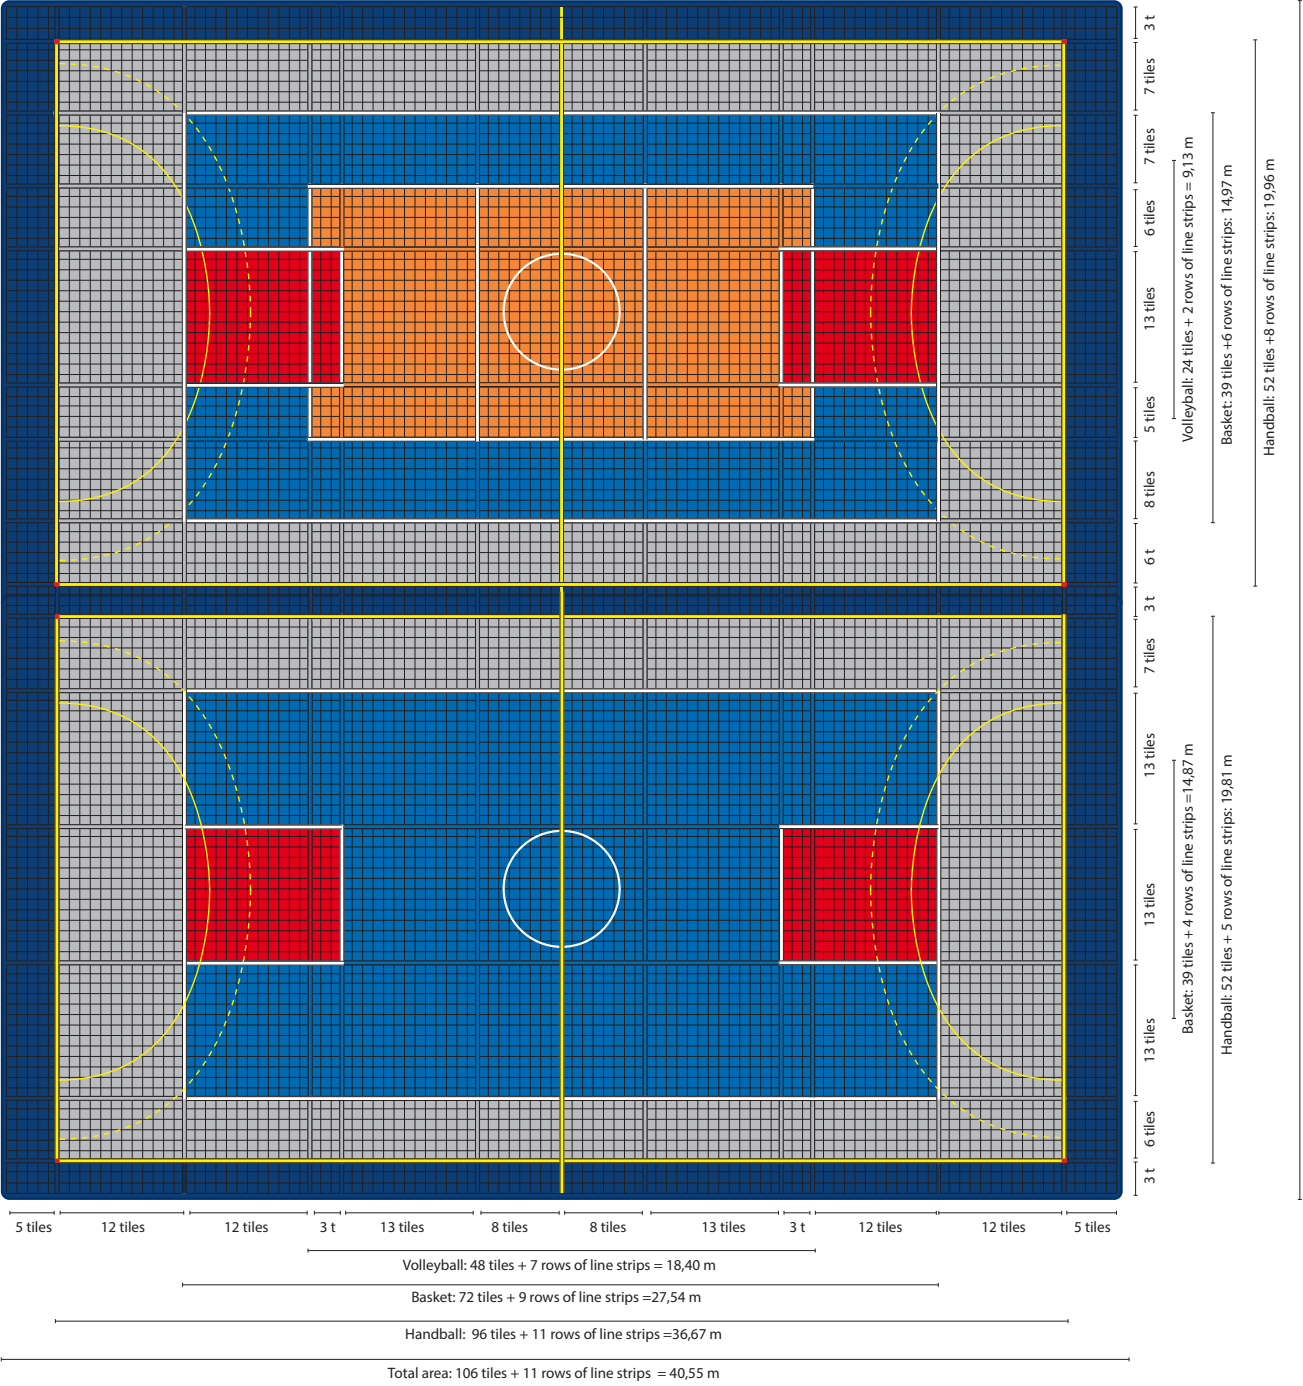 3 t
7 tiles
7 tiles
6 tiles
13 tiles
5 tiles
8 tiles
6 t
3 t
7 tiles
13 tiles
13 tiles
13 tiles
6 tiles
3 t
Volleyball: 24 tiles + 2 rows of line strips = 9,13 m
Basket: 39 tiles +6 rows of line strips: 14,97 m
Handball: 52 tiles +8 rows of line strips: 19,96 m
Basket: 39 tiles + 4 rows of line strips =14,87 m
Handball: 52 tiles + 5 rows of line strips: 19,81 m
5 tiles 12 tiles 12 tiles 3 t 13 tiles 8 tiles 8 tiles 13 tiles 3 t 12 tiles 12 tiles 5 tiles
Volleyball: 48 tiles + 7 rows of line strips = 18,40 m
Basket: 72 tiles + 9 rows of line strips =27,54 m
Handball: 96 tiles + 11 rows of line strips =36,67 m
Total area: 106 tiles + 11 rows of line strips = 40,55 m